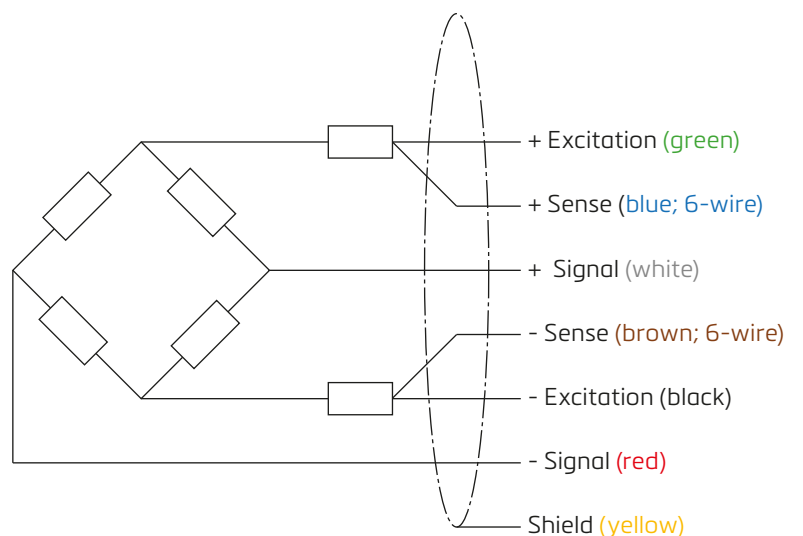 + Excitation (green)
+ Sense (blue; 6-wire)
+ Signal (white)
- Sense (brown; 6-wire)
- Excitation (black)
- Signal (red)
Shield (yellow)